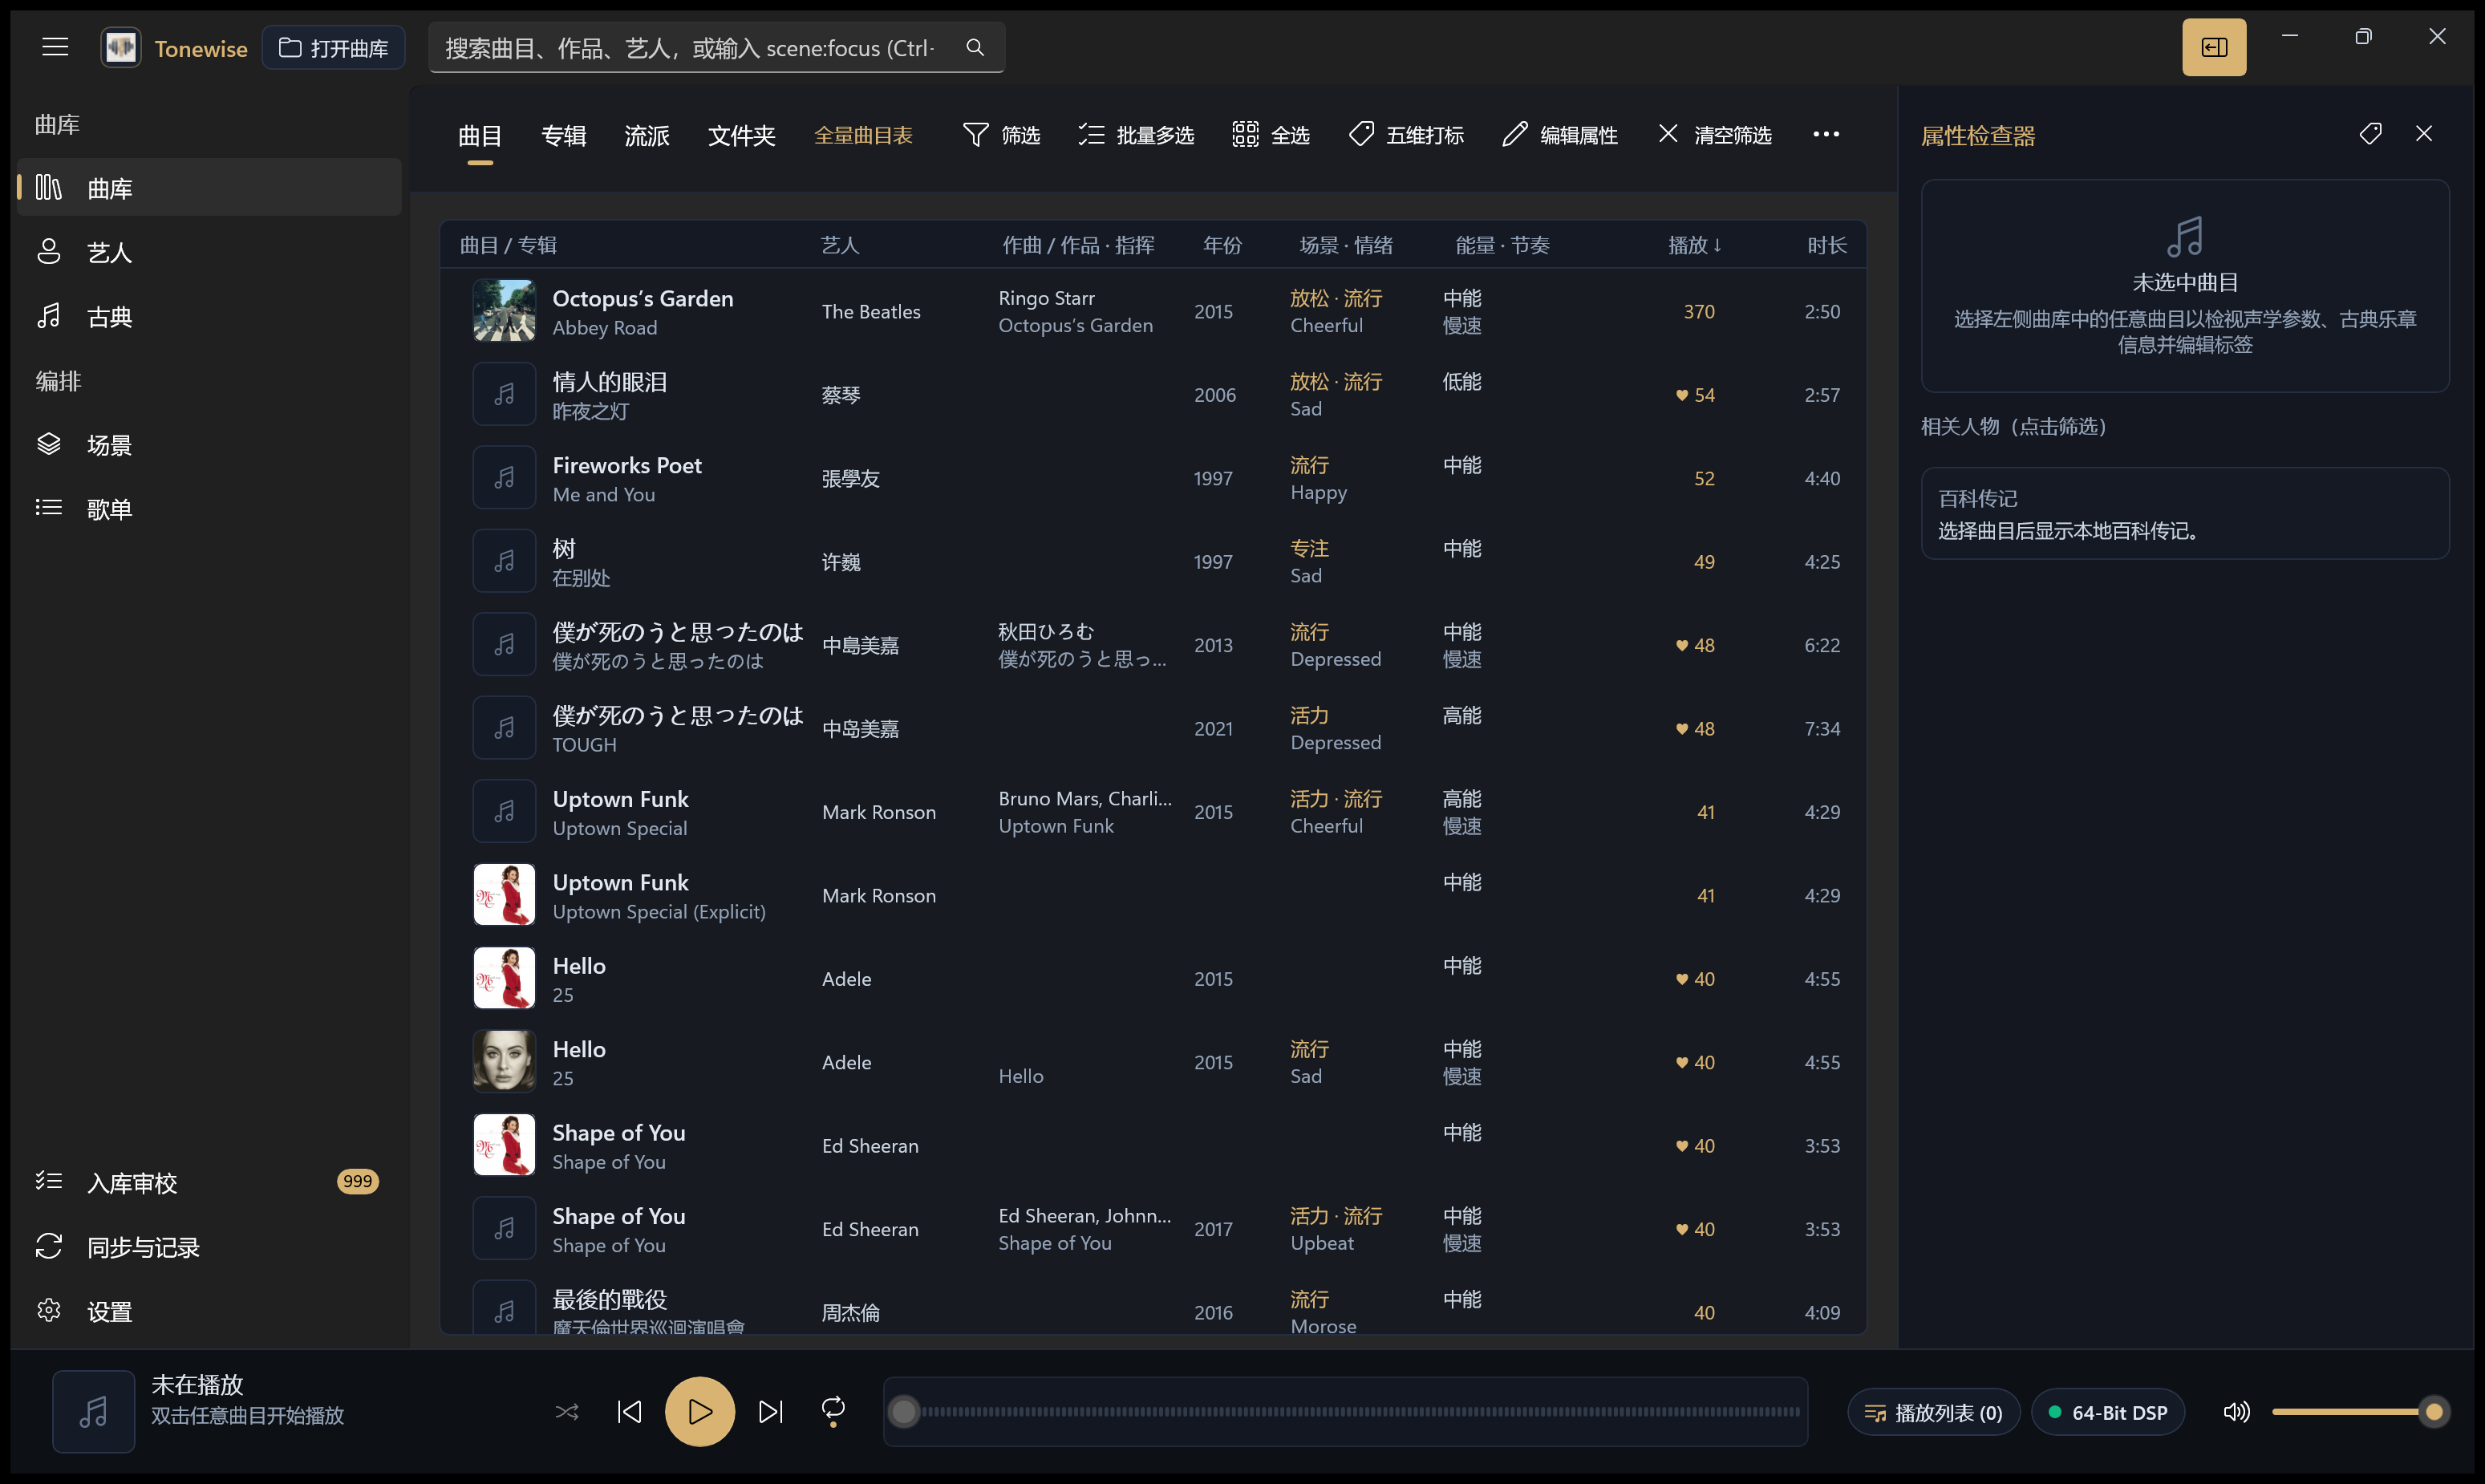 Tonewise
打开曲库
搜索曲目、作品、艺人，或输入 scene:focus (Ctrl·
曲库
曲库
艺人
古典
编排
场景
歌单
入库审校
999
同步与记录
设置
曲目 专辑 流派 文件夹 全量曲目表 筛选 批量多选 全选 五维打标 编辑属性 清空筛选
曲目 / 专辑 艺人 作曲 / 作品 · 指挥 年份 场景 · 情绪 能量 · 节奏 播放↓ 时长
Octopus’s Garden Ringo Starr 放松 · 流行 中能
The Beatles 2015 370 2:50
Abbey Road Octopus’s Garden Cheerful 慢速
情人的眼泪 放松 · 流行 低能
蔡琴 2006 ♥ 54 2:57
昨夜之灯 Sad
Fireworks Poet 流行 中能
張學友 1997 52 4:40
Me and You Happy
树 专注 中能
许巍 1997 49 4:25
在别处 Sad
僕が死のうと思ったのは 秋田ひろむ 流行 中能
中島美嘉 2013 ♥ 48 6:22
僕が死のうと思ったのは 僕が死のうと思っ... Depressed 慢速
僕が死のうと思ったのは 活力 高能
中岛美嘉 2021 ♥ 48 7:34
TOUGH Depressed
Uptown Funk Bruno Mars, Charli... 活力 · 流行 高能
Mark Ronson 2015 41 4:29
Uptown Special Uptown Funk Cheerful 慢速
Uptown Funk 中能
Mark Ronson 41 4:29
Uptown Special (Explicit)
Hello 中能
Adele 2015 ♥ 40 4:55
25
Hello 流行 中能
Adele 2015 ♥ 40 4:55
25 Hello Sad 慢速
Shape of You 中能
Ed Sheeran ♥ 40 3:53
Shape of You
Shape of You Ed Sheeran, Johnn... 活力 · 流行 中能
Ed Sheeran 2017 ♥ 40 3:53
Shape of You Shape of You Upbeat 慢速
最後的戰役 流行 中能
周杰倫 2016 40 4:09
魔天倫世界巡迴演唱會 Morose
属性检查器
未选中曲目
选择左侧曲库中的任意曲目以检视声学参数、古典乐章
信息并编辑标签
相关人物（点击筛选）
百科传记
选择曲目后显示本地百科传记。
未在播放
双击任意曲目开始播放
播放列表 (0)
64-Bit DSP